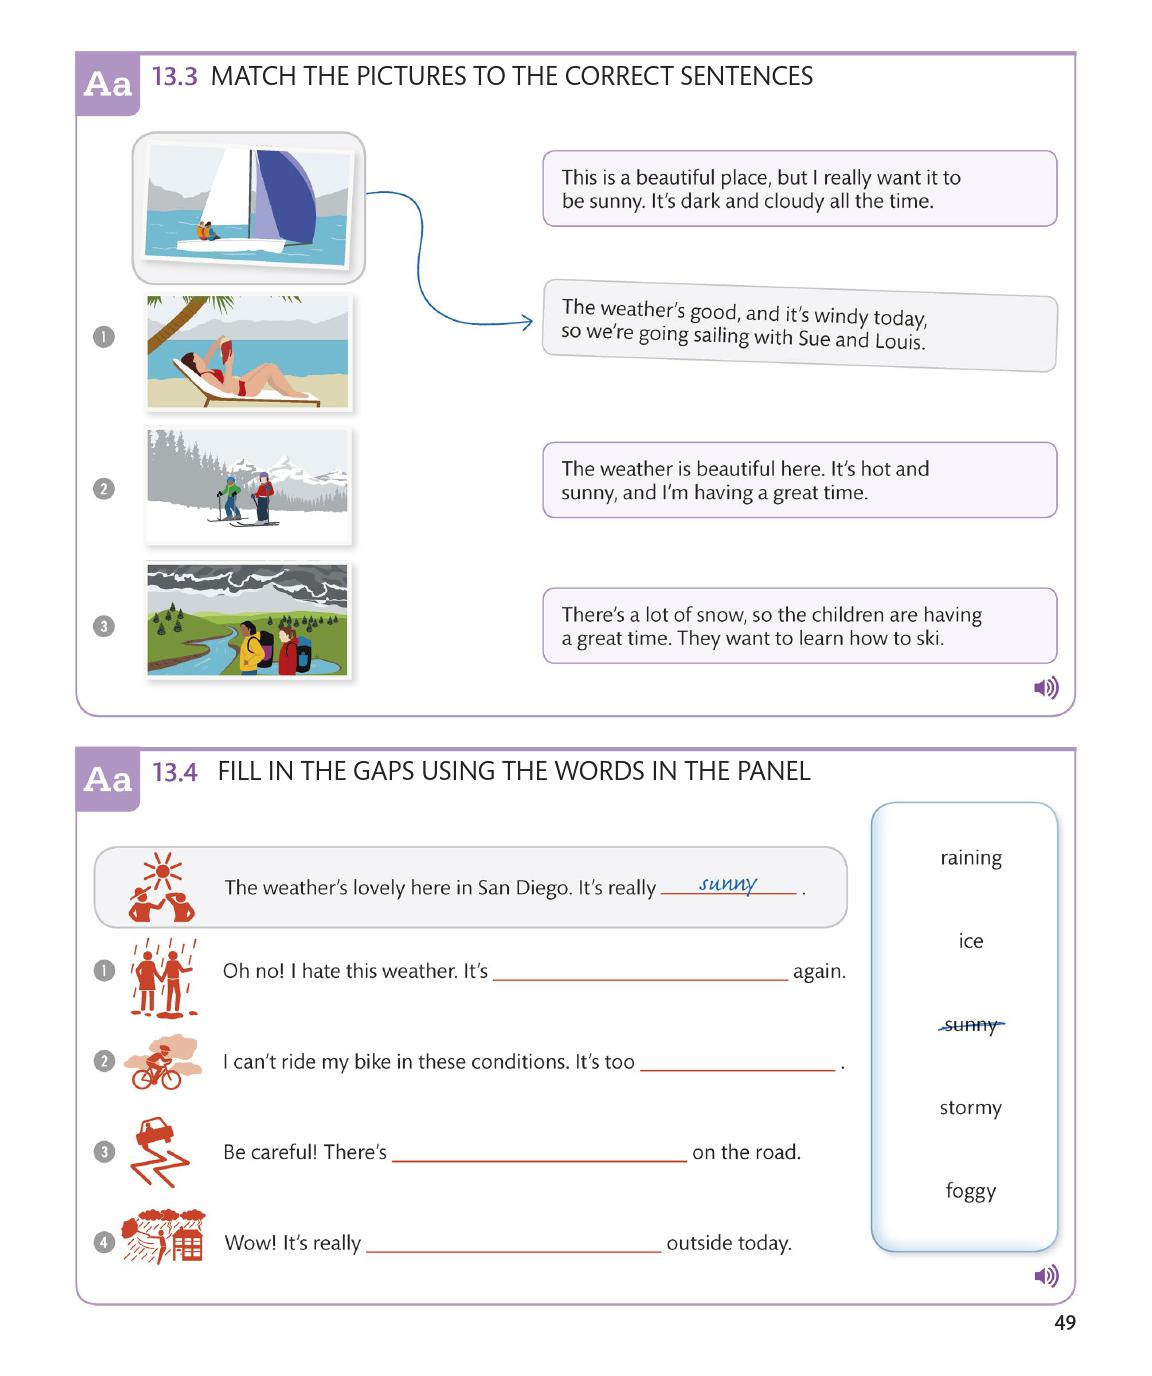 Aa 13.3 MATCH THE PICTURES TO THE CORRECT SENTENCES
This is a beautiful place, but I really want it to
be sunny. It's dark and cloudy all the time.
The weather's good, and it's windy today,
so we're going sailing with Sue and Louis.
1
The weather is beautiful here. It's hot and
sunny, and I'm having a great time.
2
There's a lot of snow, so the children are having
a great time. They want to learn how to ski.
3
Aa 13.4 FILL IN THE GAPS USING THE WORDS IN THE PANEL
The weather's lovely here in San Diego. It's really sunny .
1 Oh no! I hate this weather. It's ____ again.
2 I can't ride my bike in these conditions. It's too ____ .
3 Be careful! There's ____ on the road.
4 Wow! It's really ____ outside today.
raining
ice
sunny
stormy
foggy
49